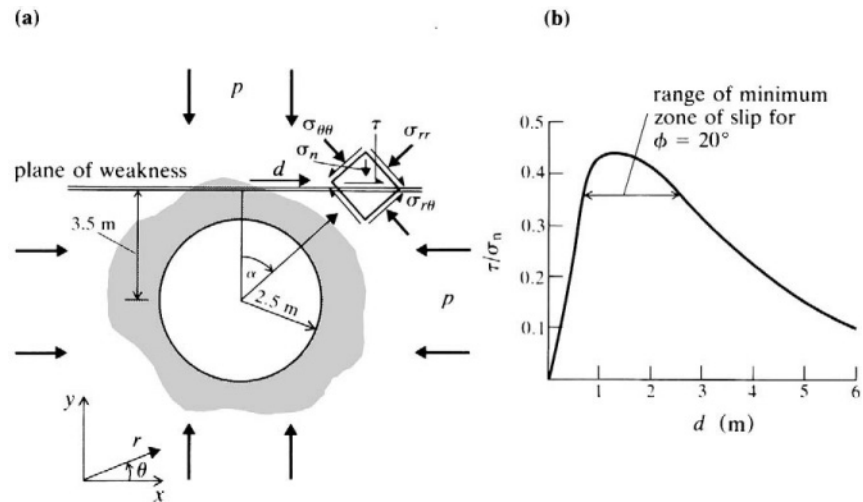 (a)
(b)
p
σθθ
τ
σrr
σn
plane of weakness
d
σrθ
3.5 m
α
2.5 m
p
y
r
θ
x
range of minimum
zone of slip for
ϕ = 20°
0.5
0.4
0.3
0.2
0.1
τ/σn
1 2 3 4 5 6
d (m)